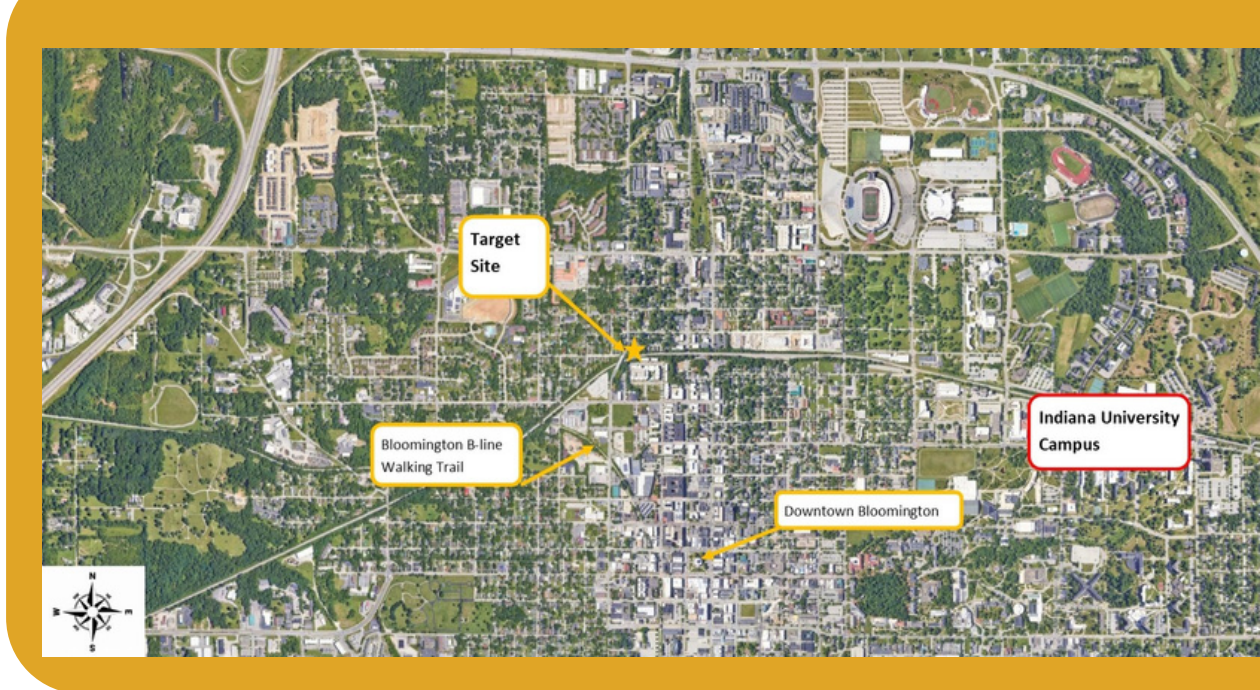 Target
Site
Indiana University
Campus
Bloomington B-line
Walking Trail
Downtown Bloomington
N
W E
S